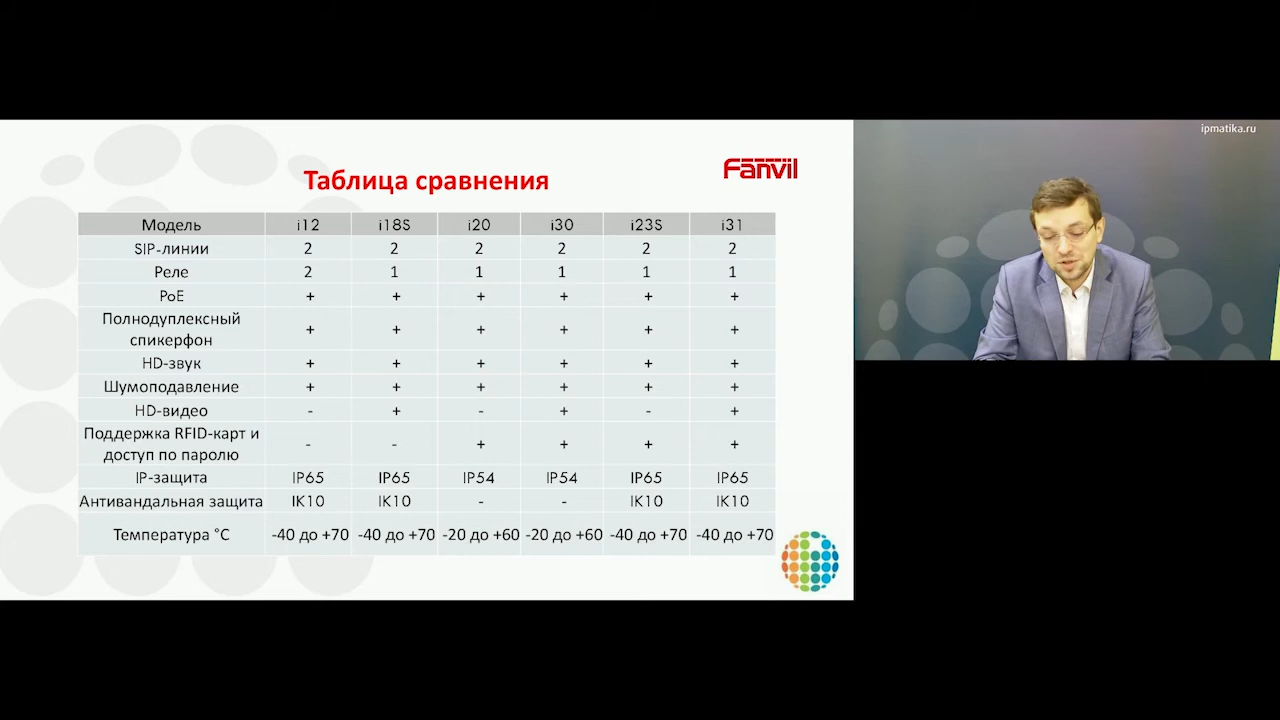 ipmatika.ru
Fanvil
Таблица сравнения
Модель i12 i18S i20 i30 i23S i31
SIP-линии 2 2 2 2 2 2
Реле 2 1 1 1 1 1
PoE + + + + + +
Полнодуплексный
спикерфон + + + + + +
HD-звук + + + + + +
Шумоподавление + + + + + +
HD-видео - + - + - +
Поддержка RFID-карт и
доступ по паролю - - + + + +
IP-защита IP65 IP65 IP54 IP54 IP65 IP65
Антивандальная защита IK10 IK10 - - IK10 IK10
Температура °C -40 до +70 -40 до +70 -20 до +60 -20 до +60 -40 до +70 -40 до +70